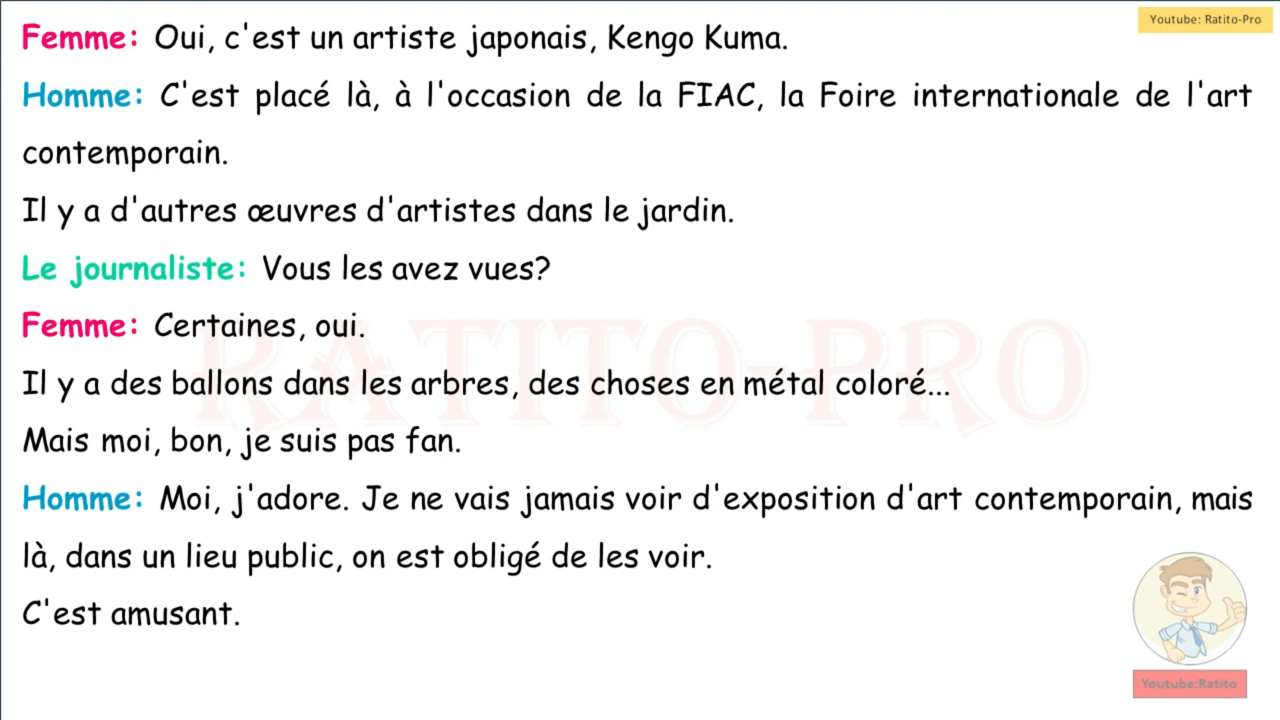 Youtube: Ratito-Pro
Femme: Oui, c'est un artiste japonais, Kengo Kuma.
Homme: C'est placé là, à l'occasion de la FIAC, la Foire internationale de l'art
contemporain.
Il y a d'autres œuvres d'artistes dans le jardin.
Le journaliste: Vous les avez vues?
Femme: Certaines, oui.
RATITO-PRO
Il y a des ballons dans les arbres, des choses en métal coloré...
Mais moi, bon, je suis pas fan.
Homme: Moi, j'adore. Je ne vais jamais voir d'exposition d'art contemporain, mais
là, dans un lieu public, on est obligé de les voir.
C'est amusant.
Youtube:Ratito